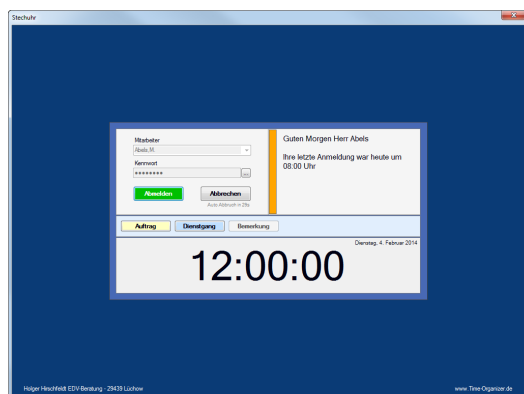 Stechuhr
Mitarbeiter
Abels M.
Kennwort
********
...
Abmelden
Abbrechen
Auto Abbruch in 29s
Guten Morgen Herr Abels
Ihre letzte Anmeldung war heute um
08:00 Uhr
Auftrag
Dienstgang
Bemerkung
Dienstag, 4. Februar 2014
12:00:00
Holger Hirschfeldt EDV-Beratung - 29439 Lüchow
www.Time-Organizer.de